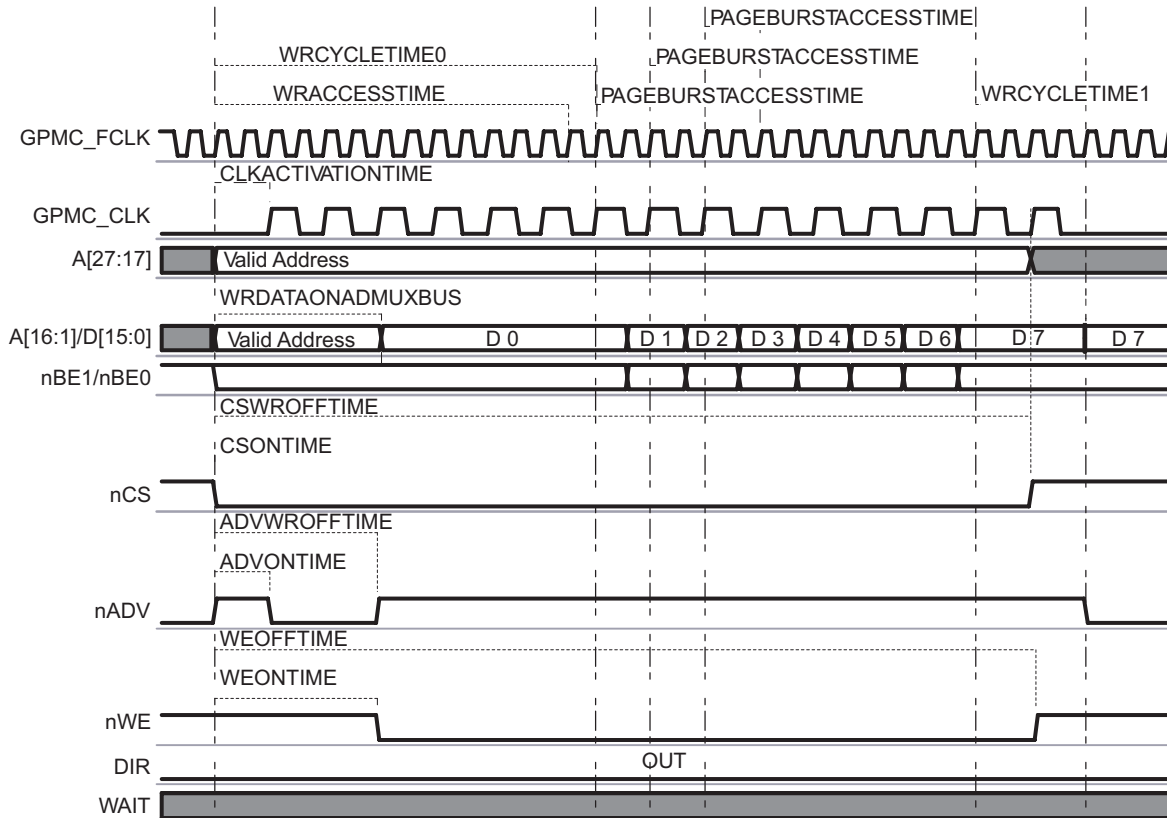 PAGEBURSTACCESSTIME
WRCYCLETIME0
PAGEBURSTACCESSTIME
WRACCESSTIME
PAGEBURSTACCESSTIME
WRCYCLETIME1
GPMC_FCLK
CLKACTIVATIONTIME
GPMC_CLK
A[27:17]
Valid Address
WRDATAONADMUXBUS
A[16:1]/D[15:0]
Valid Address
D 0
D 1
D 2
D 3
D 4
D 5
D 6
D 7
D 7
nBE1/nBE0
CSWROFFTIME
CSONTIME
nCS
ADVWROFFTIME
ADVONTIME
nADV
WEOFFTIME
WEONTIME
nWE
DIR
OUT
WAIT